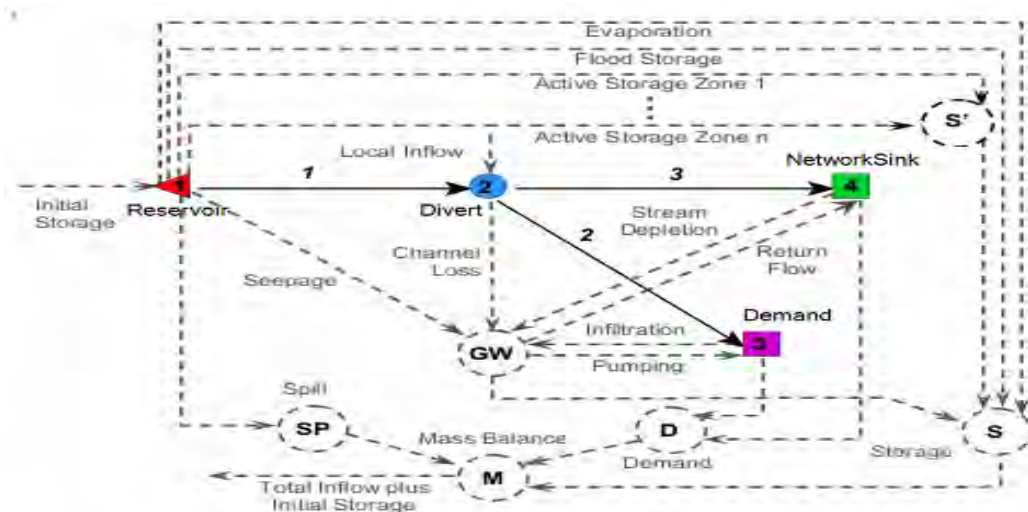 Evaporation
Flood Storage
Active Storage Zone 1
S'
Local Inflow
Active Storage Zone n
NetworkSink
1
1
2
3
4
Initial
Storage
Reservoir
Divert
Stream
Depletion
2
Channel
Loss
Return
Flow
Seepage
Demand
Infiltration
3
GW
Pumping
Spill
SP
Mass Balance
D
S
Demand
Storage
M
Total Inflow plus
Initial Storage